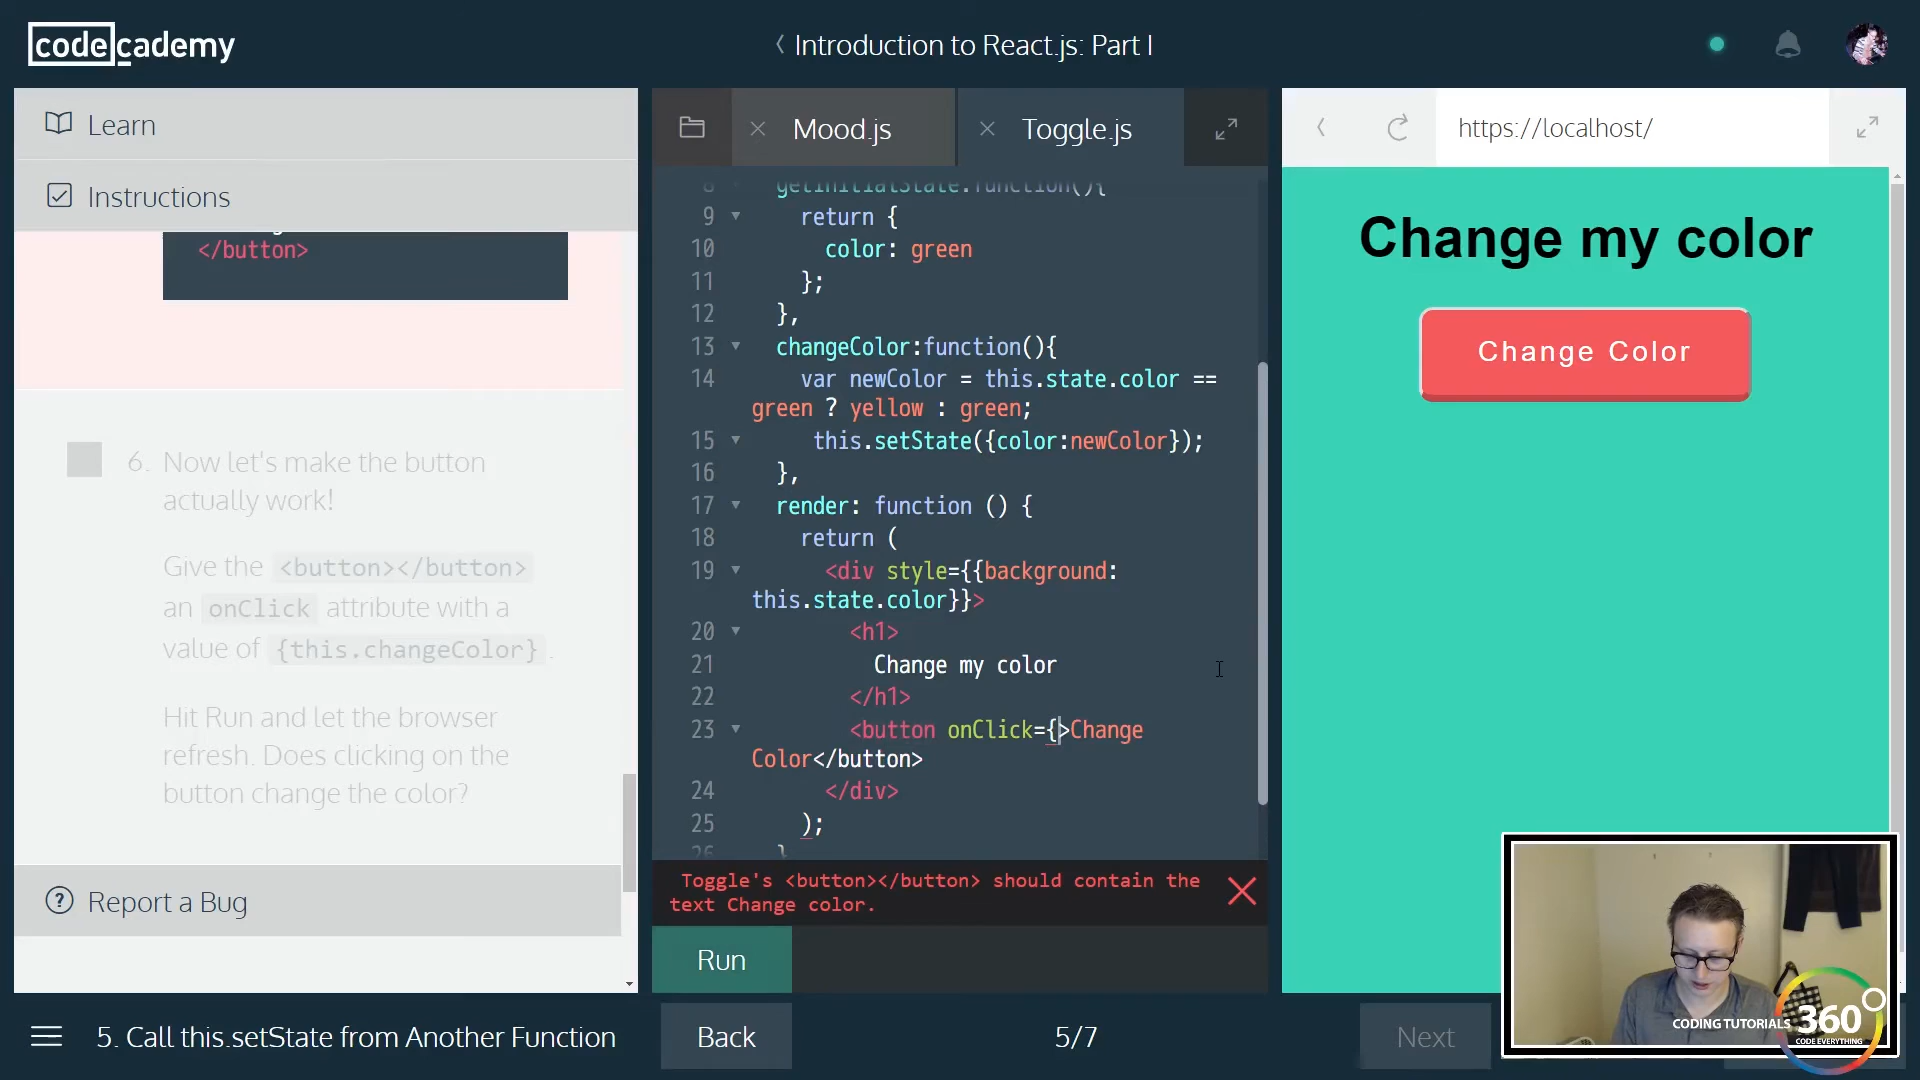 codecademy
Introduction to React.js: Part I
Learn
Instructions
</button>
6. Now let's make the button
actually work!
Give the <button></button>
an onClick attribute with a
value of {this.changeColor}.
Hit Run and let the browser
refresh. Does clicking on the
button change the color?
Report a Bug
Mood.js
Toggle.js
8 getInitialState:function(){
9 return {
10 color: green
11 };
12 },
13 changeColor:function(){
14 var newColor = this.state.color ==
green ? yellow : green;
15 this.setState({color:newColor});
16 },
17 render: function () {
18 return (
19 <div style={{background:
this.state.color}}>
20 <h1>
21 Change my color
22 </h1>
23 <button onClick={>Change
Color</button>
24 </div>
25 );
26 }
Toggle's <button></button> should contain the
text Change color.
Run
https://localhost/
Change my color
Change Color
5. Call this.setState from Another Function
Back
5/7
Next
CODING TUTORIALS 360
CODE EVERYTHING